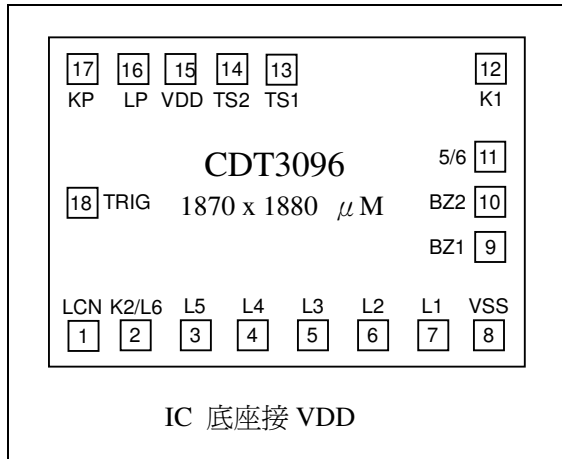 17 16 15 14 13 12
KP LP VDD TS2 TS1 K1
CDT3096
5/6 11
18 TRIG 1870 x 1880 μM BZ2 10
BZ1 9
LCN K2/L6 L5 L4 L3 L2 L1 VSS
1 2 3 4 5 6 7 8
IC 底座接 VDD